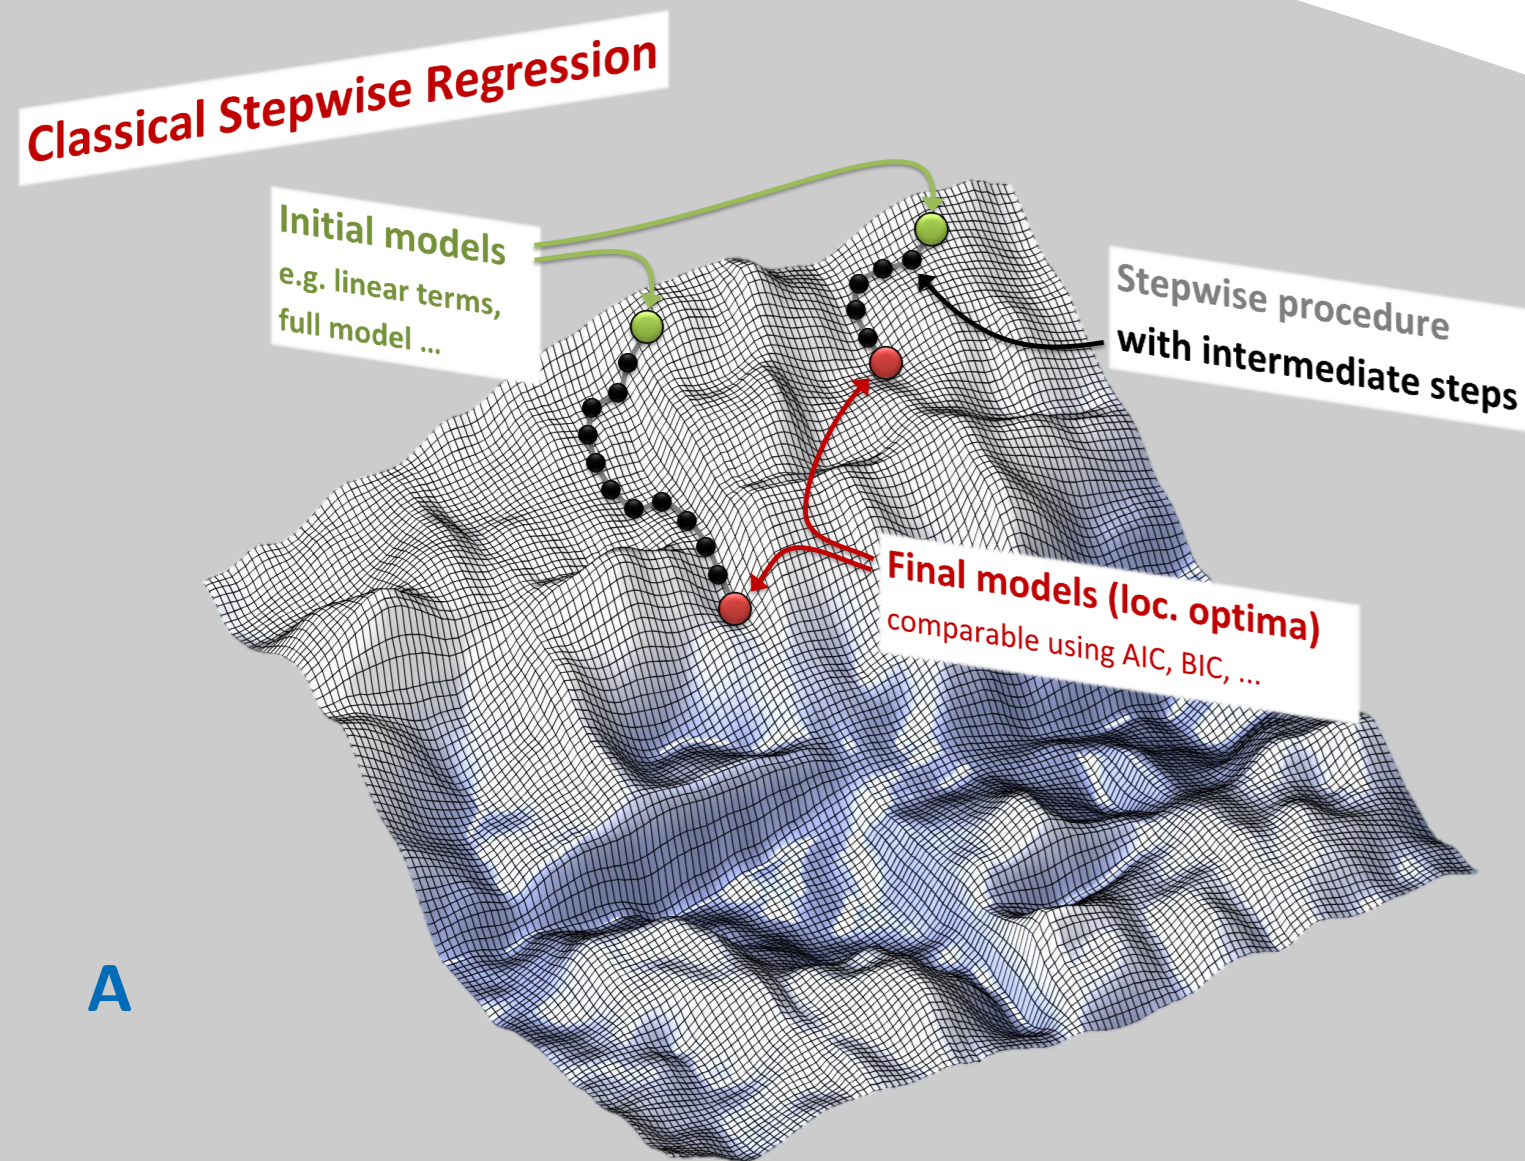 Classical Stepwise Regression
Initial models
e.g. linear terms,
full model ...
Stepwise procedure
with intermediate steps
Final models (loc. optima)
comparable using AIC, BIC, ...
A